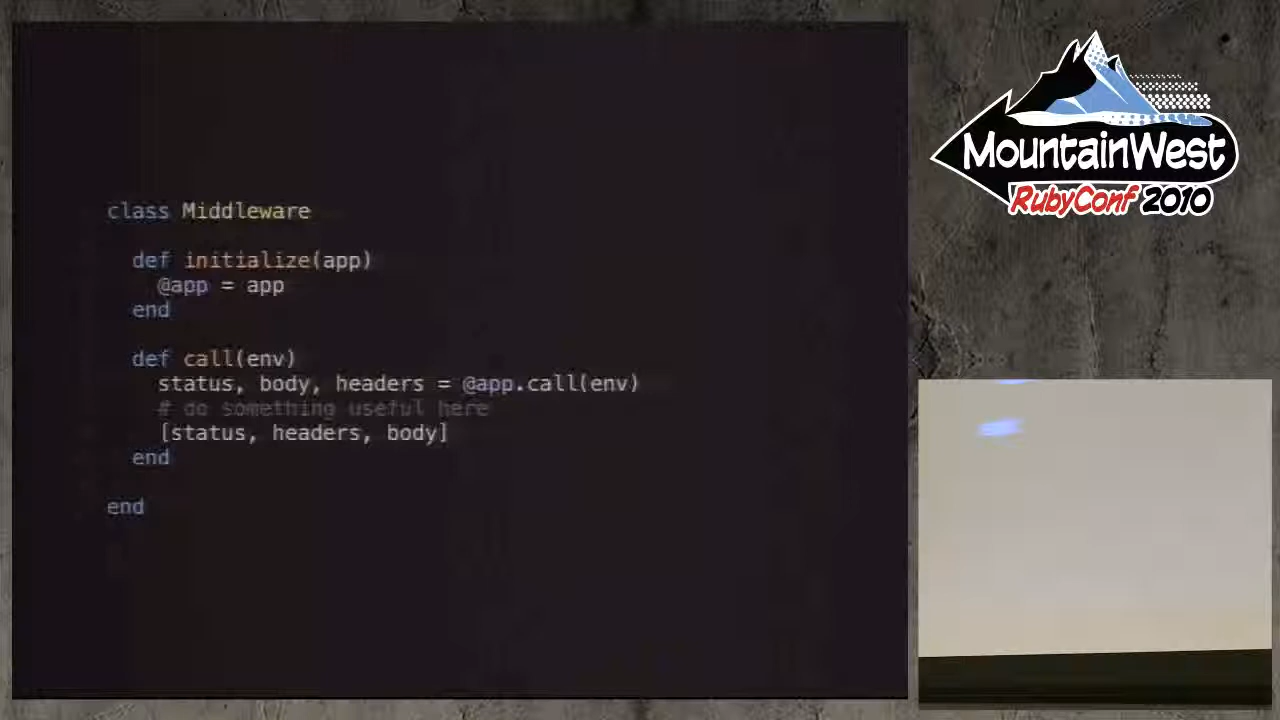 class Middleware
def initialize(app)
@app = app
end
def call(env)
status, body, headers = @app.call(env)
# do something useful here
[status, headers, body]
end
end
MountainWest
RubyConf 2010